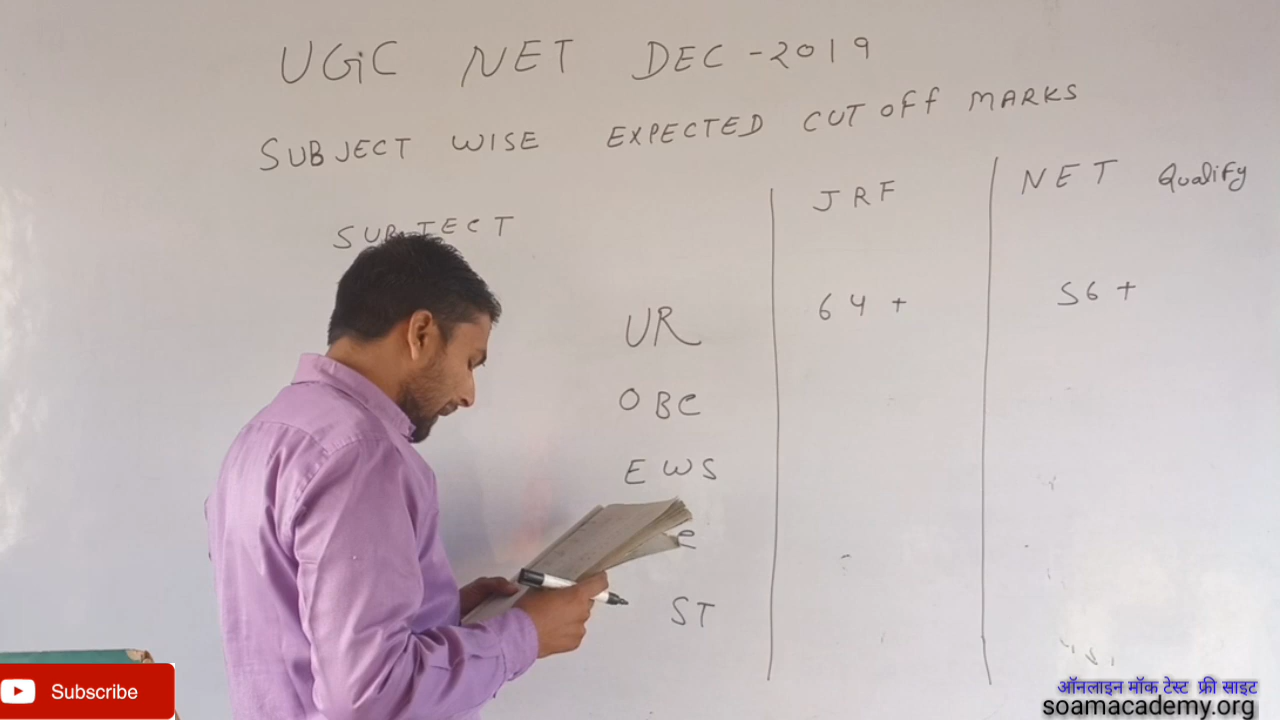 UGC NET DEC - 2019
SUBJECT WISE EXPECTED CUT OFF MARKS
SUBJECT JRF NET Qualify
UR 64 + 56 +
OBC
EWS
ST
Subscribe
ऑनलाइन मॉक टेस्ट फ्री साइट
soamacademy.org